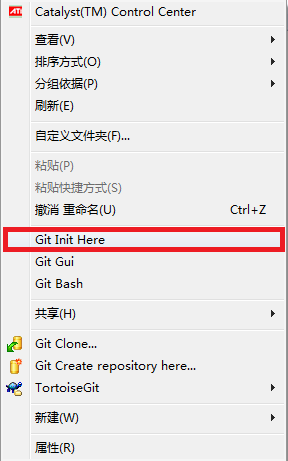 ATI Catalyst(TM) Control Center
查看(V)
排序方式(O)
分组依据(P)
刷新(E)
自定义文件夹(F)...
粘贴(P)
粘贴快捷方式(S)
撤消 重命名(U) Ctrl+Z
Git Init Here
Git Gui
Git Bash
共享(H)
Git Clone...
Git Create repository here...
TortoiseGit
新建(W)
属性(R)